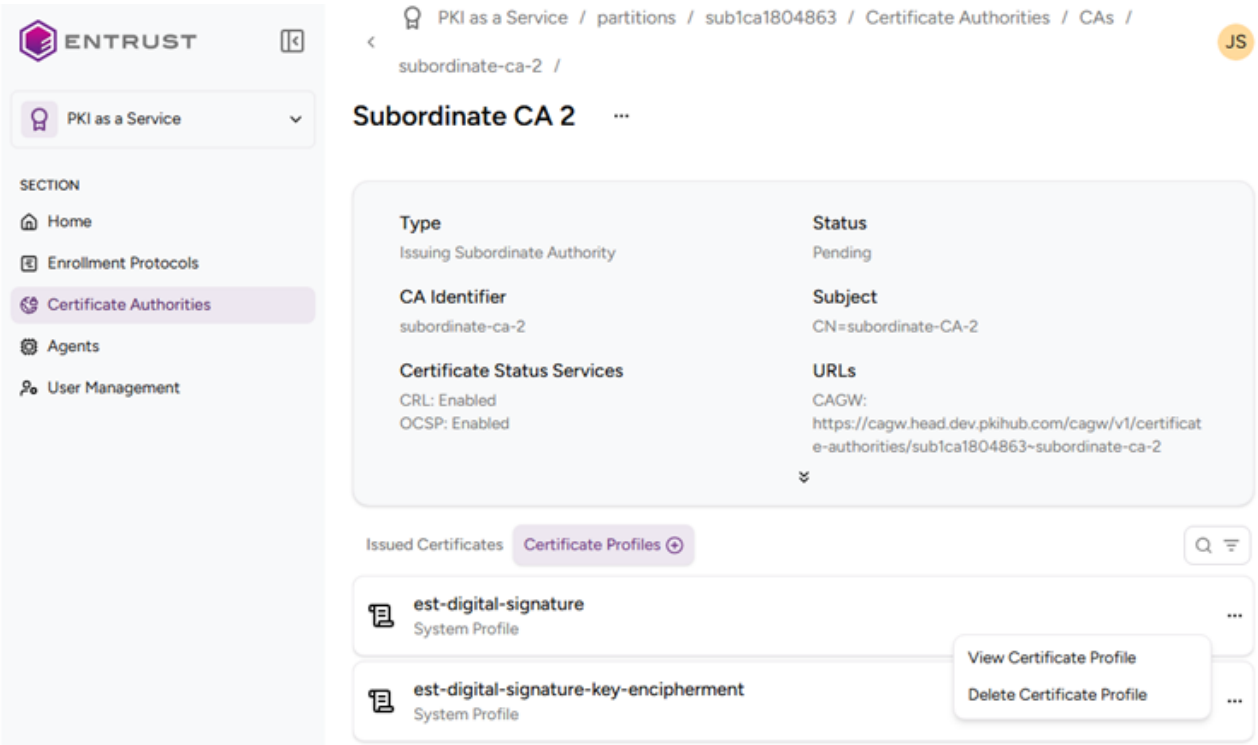 ENTRUST
PKI as a Service
SECTION
Home
Enrollment Protocols
Certificate Authorities
Agents
User Management
PKI as a Service / partitions / sub1ca1804863 / Certificate Authorities / CAs /
subordinate-ca-2 /
JS
Subordinate CA 2 ...
Type
Issuing Subordinate Authority
Status
Pending
CA Identifier
subordinate-ca-2
Subject
CN=subordinate-CA-2
Certificate Status Services
CRL: Enabled
OCSP: Enabled
URLs
CAGW:
https://cagw.head.dev.pkihub.com/cagw/v1/certificat
e-authorities/sub1ca1804863~subordinate-ca-2
Issued Certificates Certificate Profiles
est-digital-signature
System Profile
View Certificate Profile
Delete Certificate Profile
est-digital-signature-key-encipherment
System Profile